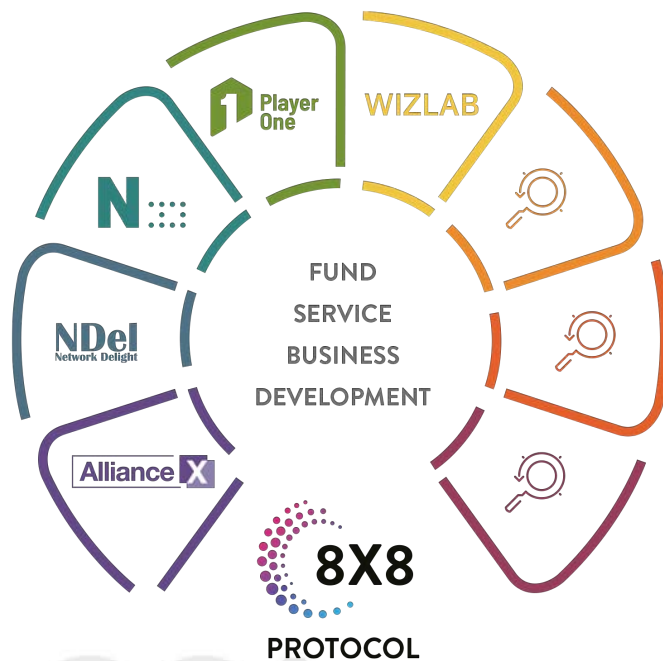 Player
One
WIZLAB
N
NDel
Network Delight
Alliance X
FUND
SERVICE
BUSINESS
DEVELOPMENT
8X8
PROTOCOL